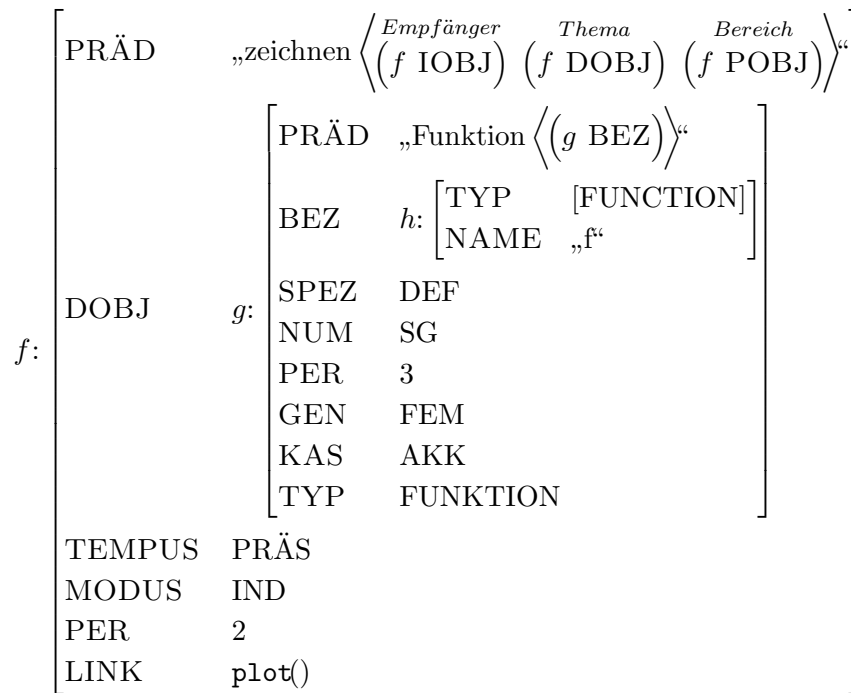 Empfänger Thema Bereich
PRÄD „zeichnen ⟨(f IOBJ) (f DOBJ) (f POBJ)⟩“
PRÄD „Funktion ⟨(g BEZ)⟩“
TYP [FUNCTION]
BEZ h:
NAME „f“
SPEZ DEF
DOBJ g:
NUM SG
f:
PER 3
GEN FEM
KAS AKK
TYP FUNKTION
TEMPUS PRÄS
MODUS IND
PER 2
LINK plot()